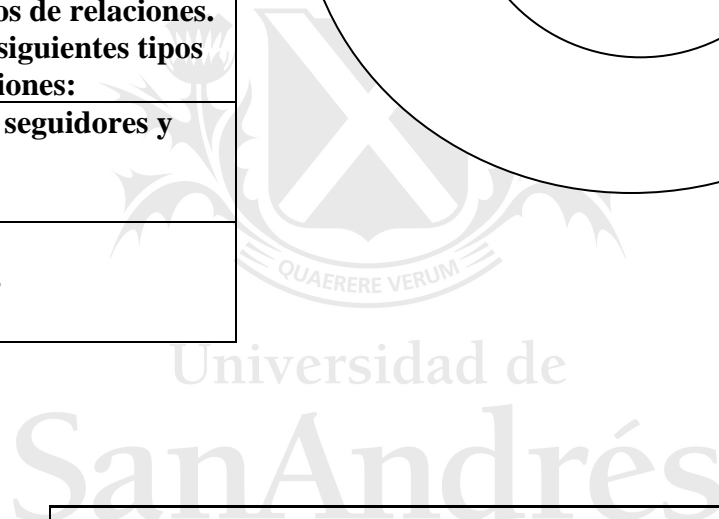 os de relaciones.
siguientes tipos
iones:
seguidores y
QUAERERE VERUM
Universidad de
SanAndrés